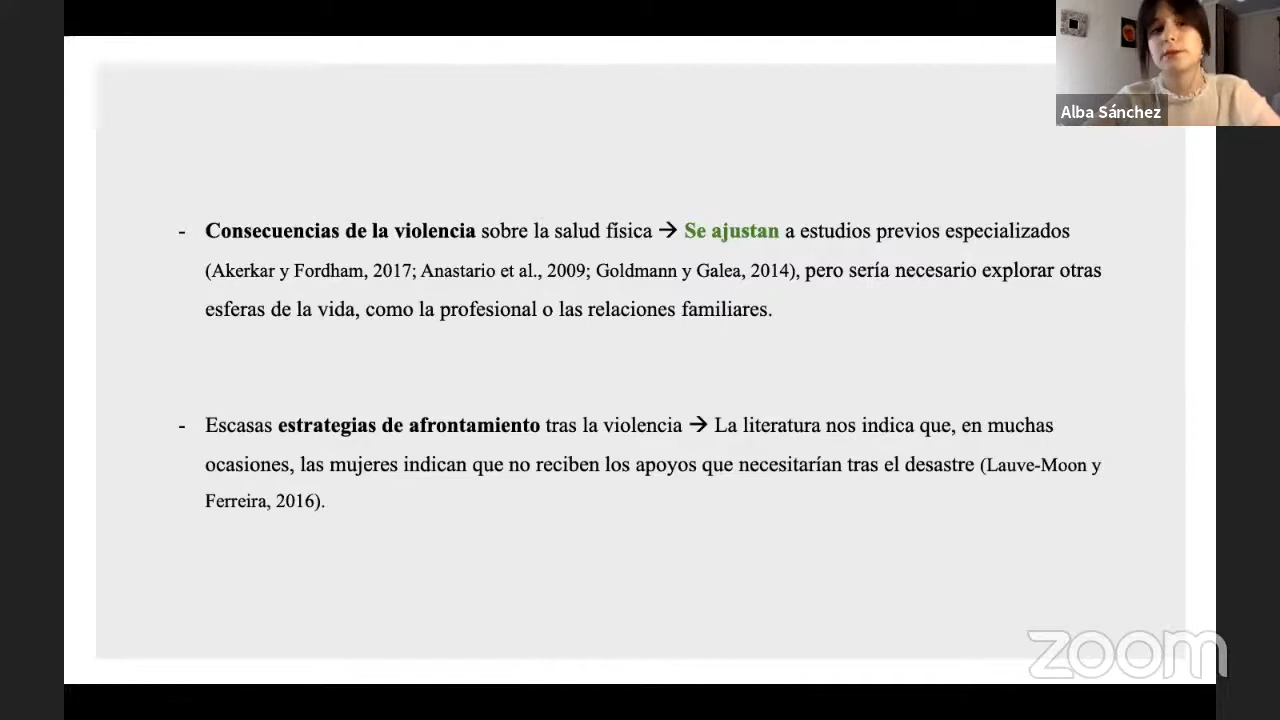 Alba Sánchez
- Consecuencias de la violencia sobre la salud física → Se ajustan a estudios previos especializados
(Akerkar y Fordham, 2017; Anastario et al., 2009; Goldmann y Galea, 2014), pero sería necesario explorar otras
esferas de la vida, como la profesional o las relaciones familiares.
- Escasas estrategias de afrontamiento tras la violencia → La literatura nos indica que, en muchas
ocasiones, las mujeres indican que no reciben los apoyos que necesitarían tras el desastre (Lauve-Moon y
Ferreira, 2016).
zoom